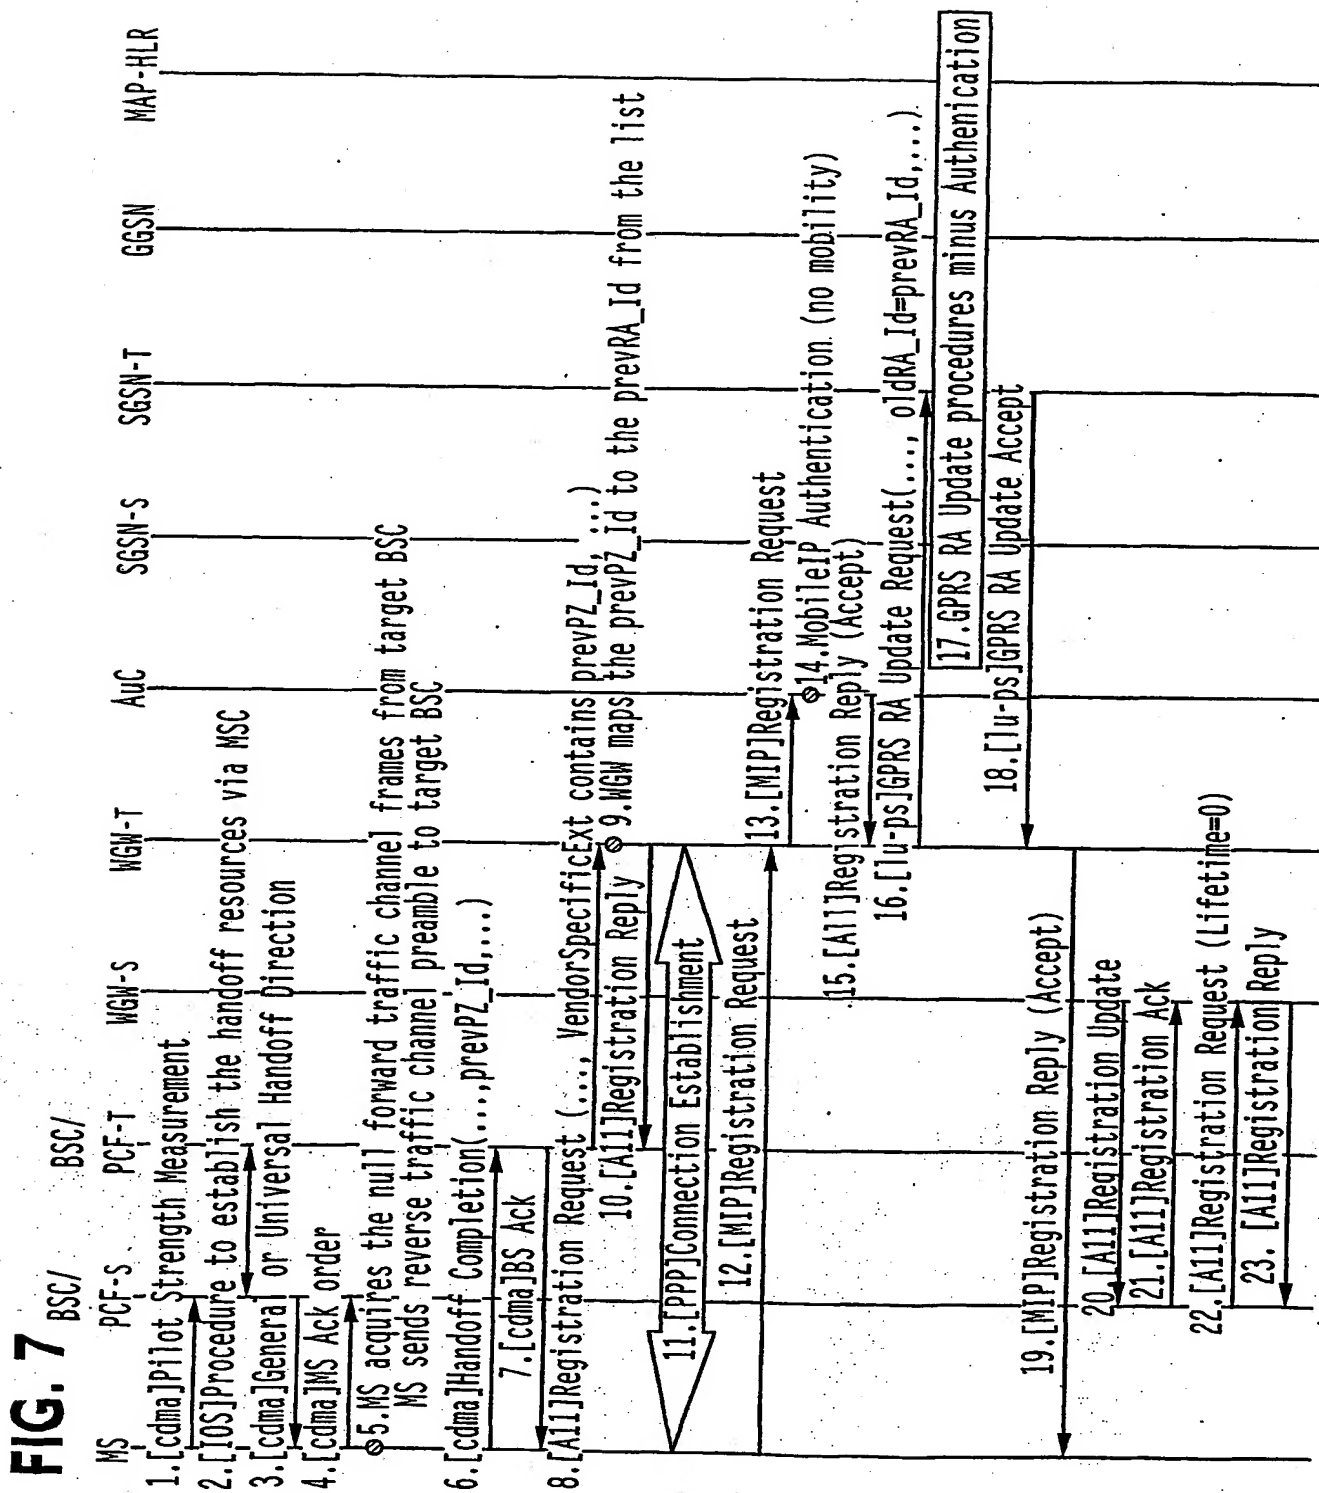 FIG. 7
MS
BSC/
PCF-S
BSC/
PCF-T
WGW-S
WGW-T
AuC
SGSN-S
SGSN-T
GGSN
MAP-HLR
1.[cdma]Pilot Strength Measurement
2.[IOS]Procedure to establish the handoff resources via MSC
3.[cdma]General or Universal Handoff Direction
4.[cdma]MS Ack order
5.MS acquires the null forward traffic channel frames from target BSC
MS sends reverse traffic channel preamble to target BSC
6.[cdma]Handoff Completion(...,prevPZ_Id,...)
7.[cdma]BS Ack
8.[A11]Registration Request (..., VendorSpecificExt contains prevPZ_Id, ...)
9.WGW maps the prevPZ_Id to the prevRA_Id from the list
10.[A11]Registration Reply
11.[PPP]Connection Establishment
12.[MIP]Registration Request
13.[MIP]Registration Request
14.MobileIP Authentication (no mobility)
15.[A11]Registration Reply (Accept)
16.[lu-ps]GPRS RA Update Request(..., oldRA_Id=prevRA_Id,...)
17.GPRS RA Update procedures minus Authenication
18.[lu-ps]GPRS RA Update Accept
19.[MIP]Registration Reply (Accept)
20.[A11]Registration Update
21.[A11]Registration Ack
22.[A11]Registration Request (Lifetime=0)
23. [A11]Registration Reply